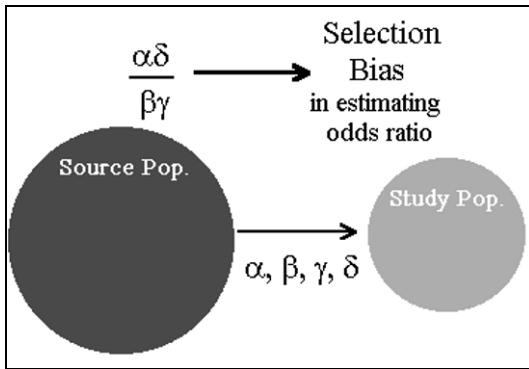 αδ
βγ
Selection
Bias
in estimating
odds ratio
Source Pop.
Study Pop.
α, β, γ, δ